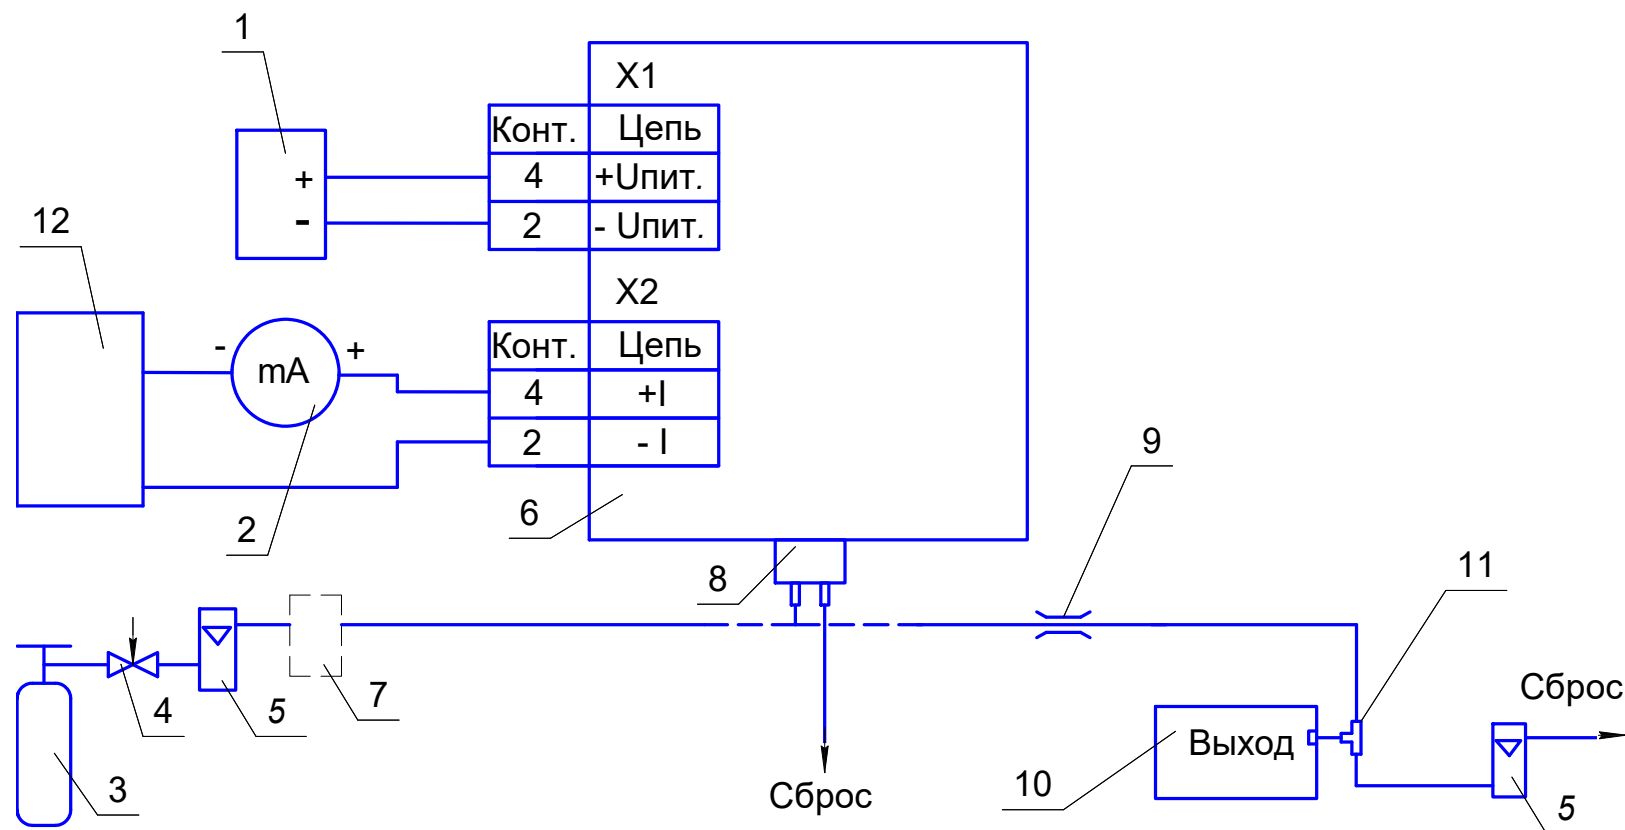 1
X1
Конт. Цепь
4 +Uпит.
+
2 - Uпит.
-
12
X2
Конт. Цепь
- mA +
4 +I
2 - I
9
6
2
8
11
7
5
4
Сброс
Выход
3
10
Сброс
5